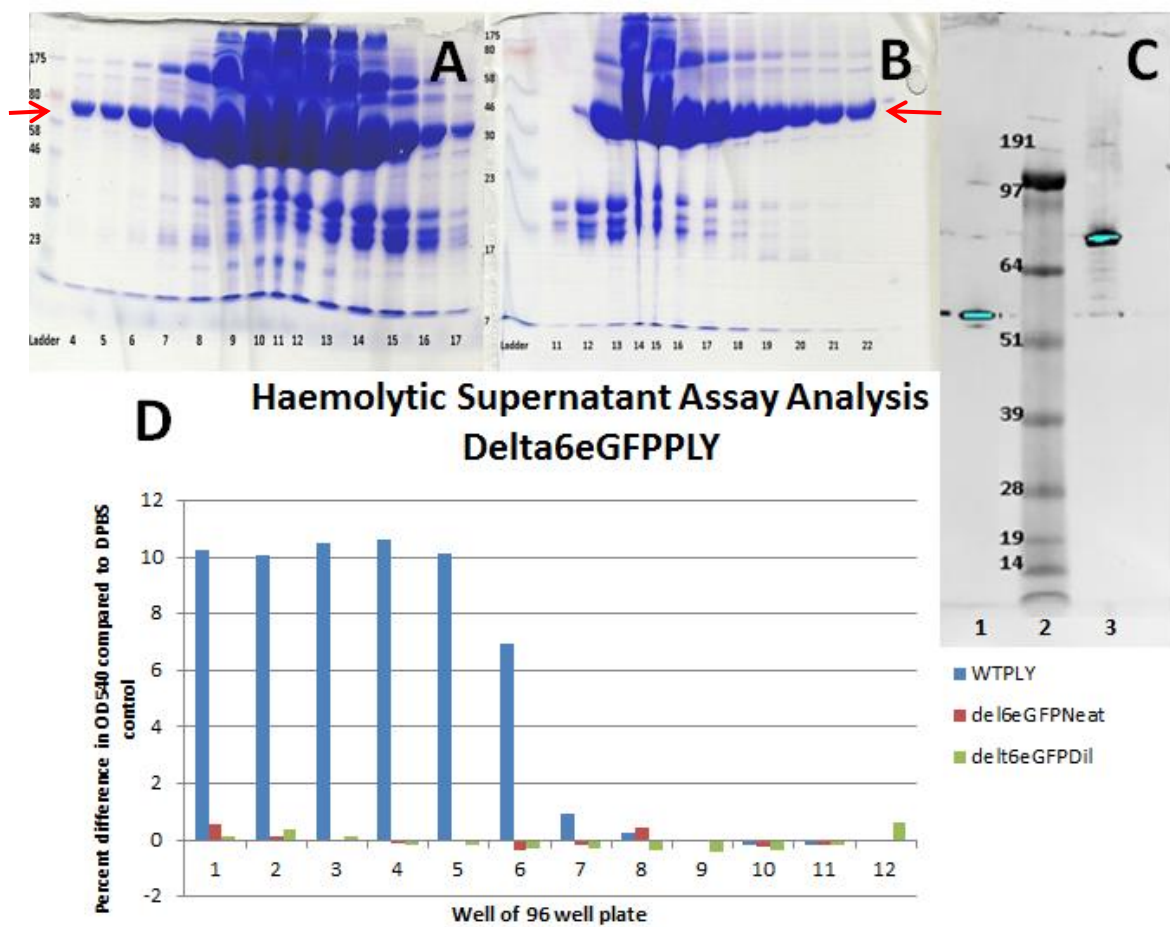 A
175
80
58
46
30
23
Ladder 4 5 6 7 8 9 10 11 12 13 14 15 16 17
B
175
80
58
46
30
23
17
7
Ladder 11 12 13 14 15 16 17 18 19 20 21 22
C
191
97
64
51
39
28
19
14
1 2 3
D
Haemolytic Supernatant Assay Analysis
Delta6eGFPPLY
Percent difference in OD540 compared to DPBS
control
12
10
8
6
4
2
0
-2
1 2 3 4 5 6 7 8 9 10 11 12
Well of 96 well plate
WTPLY
del6eGFPNeat
delt6eGFPDil